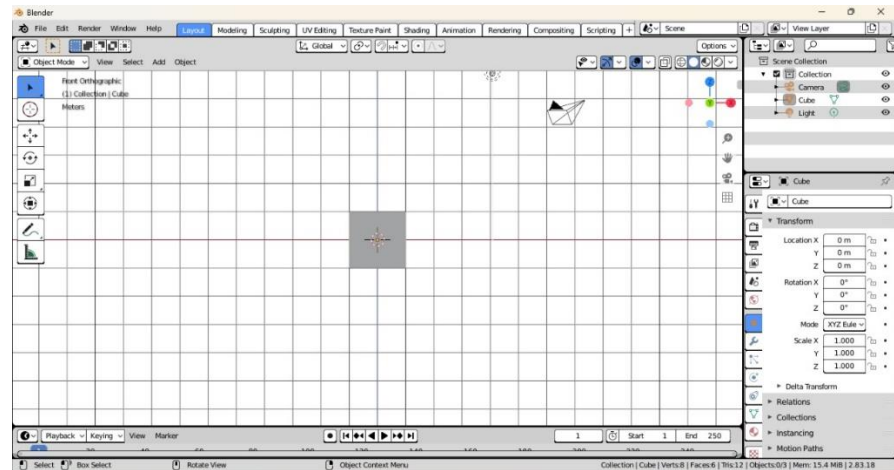 Blender
File Edit Render Window Help Layout Modeling Sculpting UV Editing Texture Paint Shading Animation Rendering Compositing Scripting + Scene View Layer
Global Options
Object Mode View Select Add Object
Front Orthographic
(1) Collection | Cube
Meters
Scene Collection
Collection
Camera
Cube
Light
Cube
Cube
Transform
Location X 0 m
Y 0 m
Z 0 m
Rotation X 0°
Y 0°
Z 0°
Mode XYZ Eule
Scale X 1.000
Y 1.000
Z 1.000
Delta Transform
Relations
Collections
Instancing
Motion Paths
Playback Keying View Marker 1 Start 1 End 250
Select Box Select Rotate View Object Context Menu Collection | Cube | Verts:8 | Faces:6 | Tris:12 | Objects:0/3 | Mem: 15.4 MiB | 2.83.18